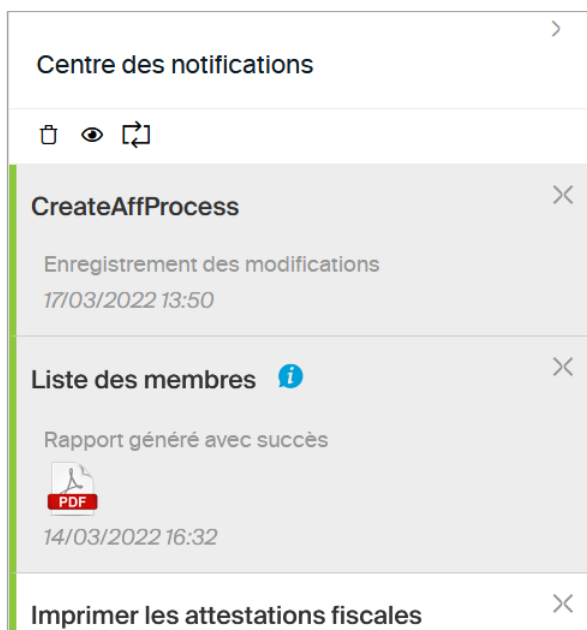 Centre des notifications
CreateAffProcess
Enregistrement des modifications
17/03/2022 13:50
Liste des membres i
Rapport généré avec succès
PDF
14/03/2022 16:32
Imprimer les attestations fiscales